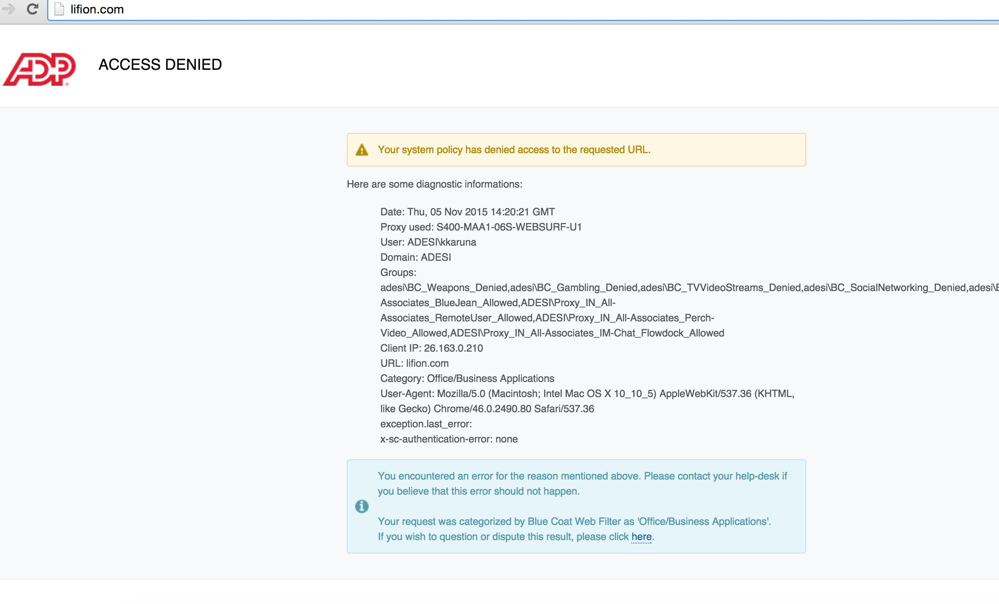 lifion.com
ADP
ACCESS DENIED
Your system policy has denied access to the requested URL.
Here are some diagnostic informations:
Date: Thu, 05 Nov 2015 14:20:21 GMT
Proxy used: S400-MAA1-06S-WEBSURF-U1
User: ADESI\kkaruna
Domain: ADESI
Groups:
adesi\BC_Weapons_Denied,adesi\BC_Gambling_Denied,adesi\BC_TVVideoStreams_Denied,adesi\BC_SocialNetworking_Denied,adesi\
Associates_BlueJean_Allowed,ADESI\Proxy_IN_All-
Associates_RemoteUser_Allowed,ADESI\Proxy_IN_All-Associates_Perch-
Video_Allowed,ADESI\Proxy_IN_All-Associates_IM-Chat_Flowdock_Allowed
Client IP: 26.163.0.210
URL: lifion.com
Category: Office/Business Applications
User-Agent: Mozilla/5.0 (Macintosh; Intel Mac OS X 10_10_5) AppleWebKit/537.36 (KHTML,
like Gecko) Chrome/46.0.2490.80 Safari/537.36
exception.last_error:
x-sc-authentication-error: none
You encountered an error for the reason mentioned above. Please contact your help-desk if
you believe that this error should not happen.
Your request was categorized by Blue Coat Web Filter as 'Office/Business Applications'.
If you wish to question or dispute this result, please click here.